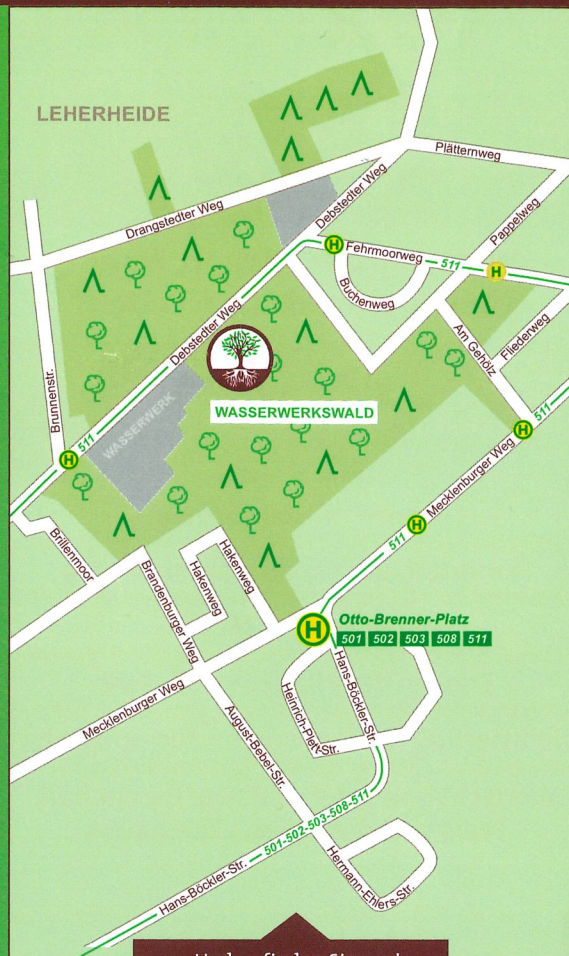 LEHERHEIDE
Plätternweg
Drangstedter Weg
Debstedter Weg
Pappelweg
H
Fehrmoorweg
511
H
Buchenweg
Debstedter Weg
Am Gehölz
Fliederweg
Brunnenstr.
WASSERWERK
WASSERWERKSWALD
511
H
511
H
Mecklenburger Weg
H
511
Brillenmoor
Hakenweg
Hakenweg
Brandenburger Weg
H
Otto-Brenner-Platz
501 502 503 508 511
Mecklenburger Weg
Hans-Böckler-Str.
Heinrich-Plett-Str.
August-Bebel-Str.
501-502-503-508-511
Hans-Böckler-Str.
Hermann-Ehlers-Str.